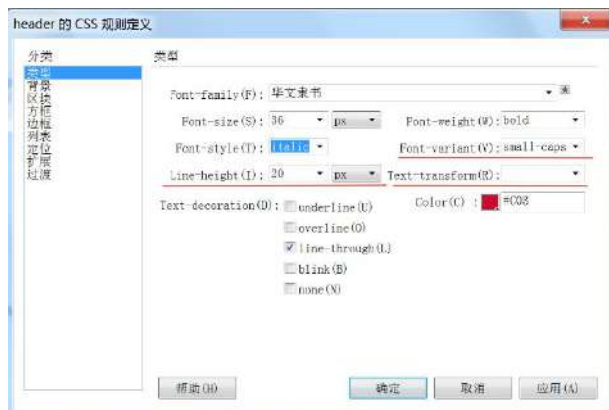 header 的 CSS 规则定义
分类
类型
背景
区块
方框
边框
列表
定位
扩展
过渡
类型
Font-family(F): 华文隶书
Font-size(S): 36 px Font-weight(W): bold
Font-style(T): italic Font-variant(V): small-caps
Line-height(I): 20 px Text-transform(R):
Text-decoration(D): underline(U) Color(C) : #C03
overline(O)
line-through(L)
blink(B)
none(N)
帮助(H) 确定 取消 应用(A)